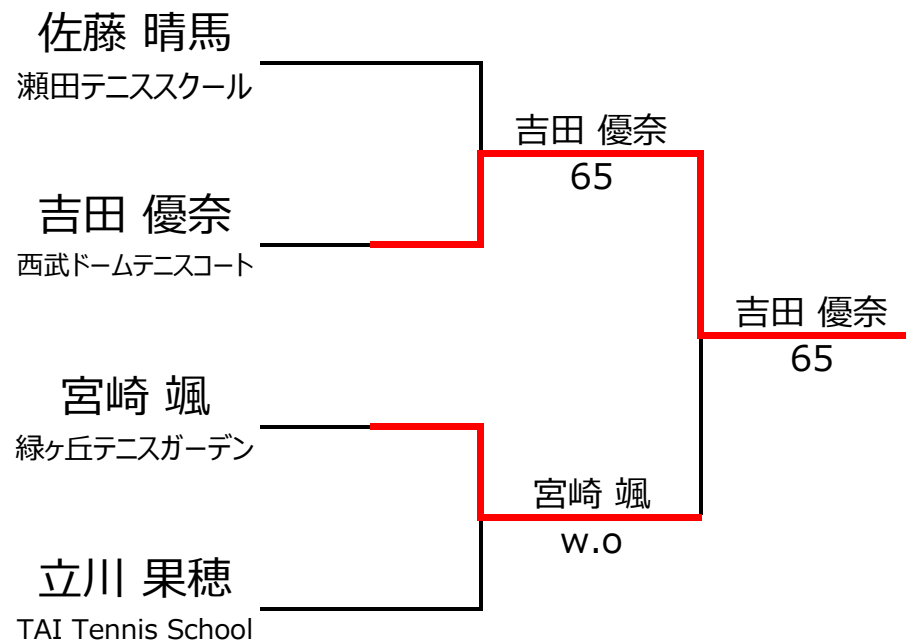 佐藤 晴馬
瀬田テニススクール
吉田 優奈
65
吉田 優奈
西武ドームテニスコート
吉田 優奈
65
宮崎 颯
緑ヶ丘テニスガーデン
宮崎 颯
w.o
立川 果穂
TAI Tennis School